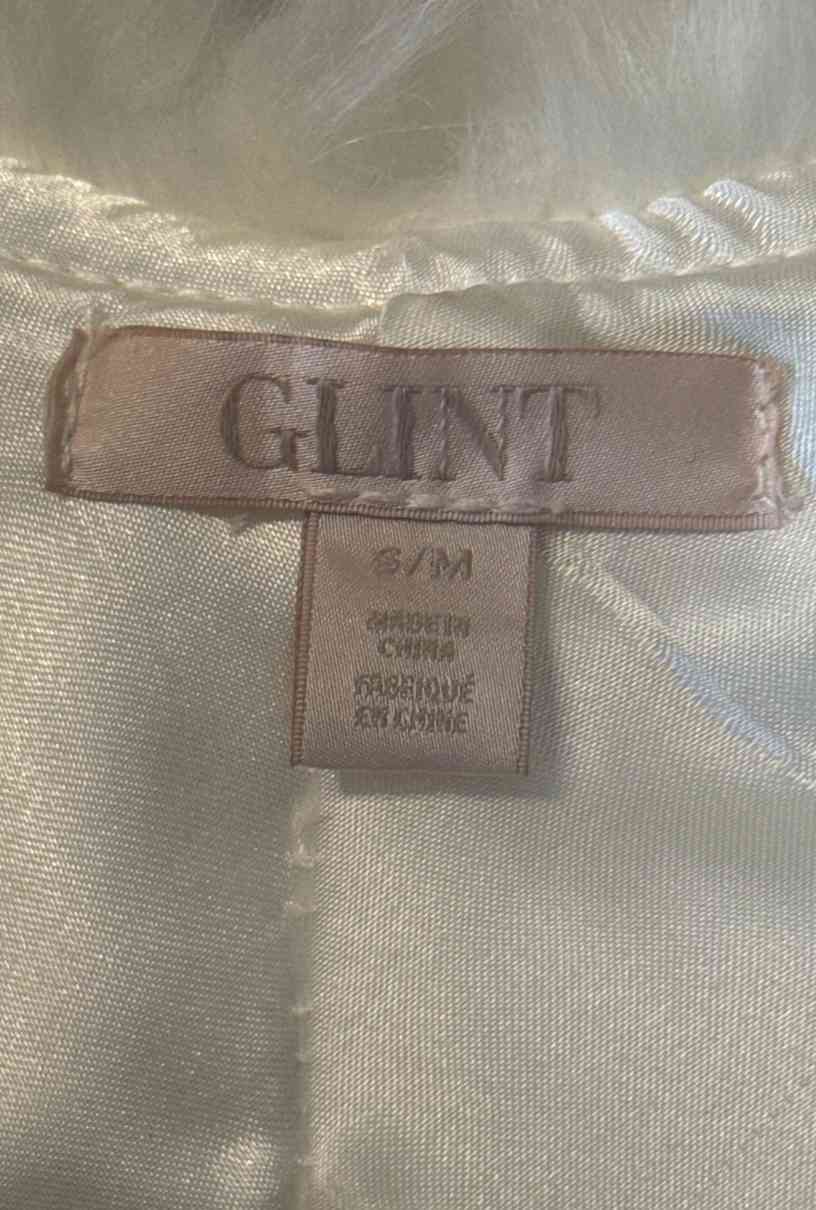 GLINT
S/M
MADE IN
CHINA
FABRIQUÉ
EN CHINE